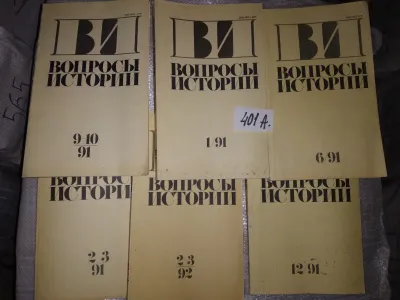 ВИ
ВОПРОСЫ
ИСТОРИИ
9/10
91
ВИ
ВОПРОСЫ
ИСТОРИИ
1/91
401 А.
ВИ
ВОПРОСЫ
ИСТОРИИ
6/91
565
ВОПРОСЫ
ИСТОРИИ
2/3
91
ВОПРОСЫ
ИСТОРИИ
2/3
92
ВОПРОСЫ
ИСТОРИИ
12/91